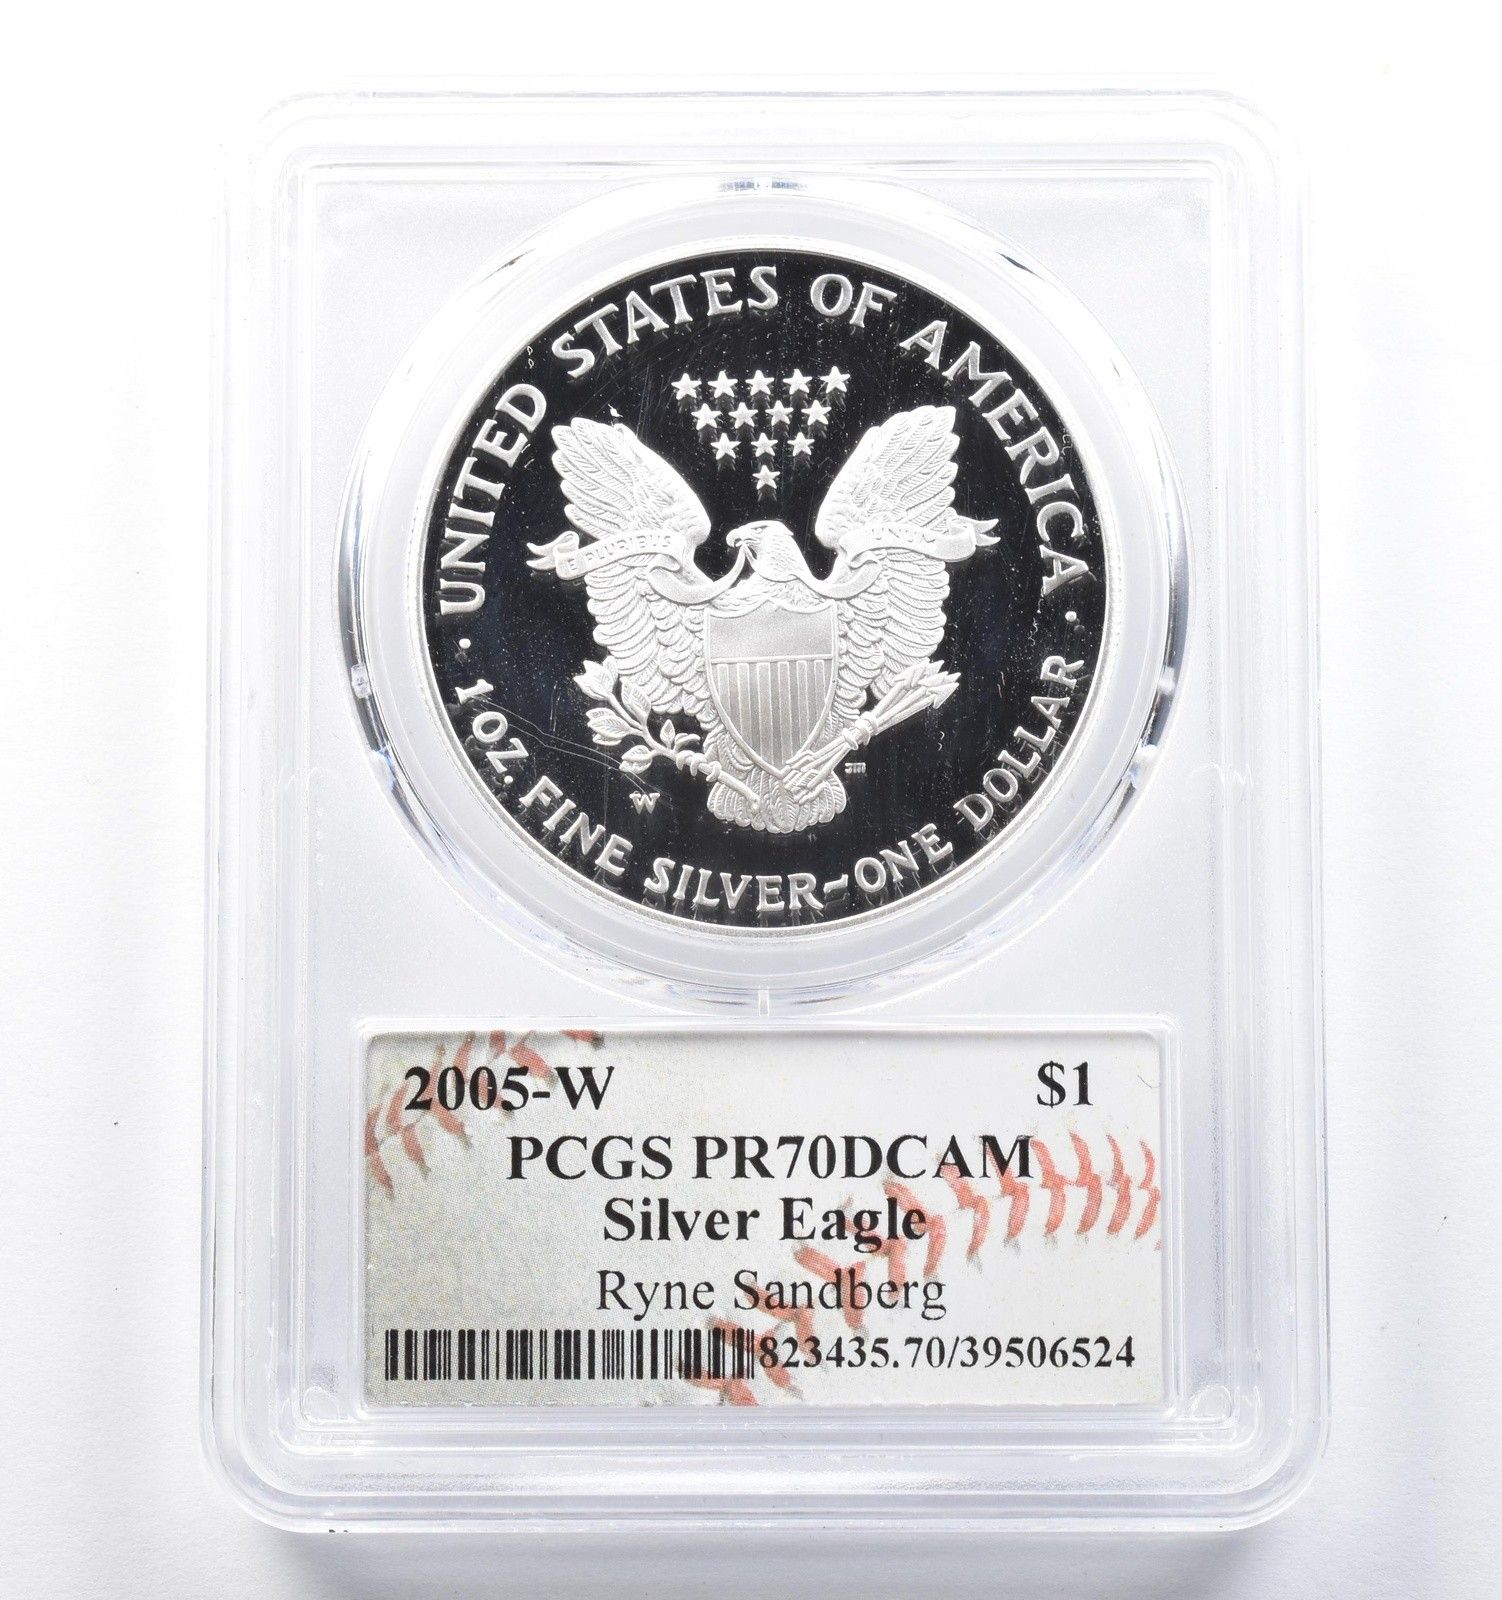 UNITED STATES OF AMERICA
E PLURIBUS UNUM
W
JM
1 OZ. FINE SILVER~ONE DOLLAR
2005-W $1
PCGS PR70DCAM
Silver Eagle
Ryne Sandberg
823435.70/39506524